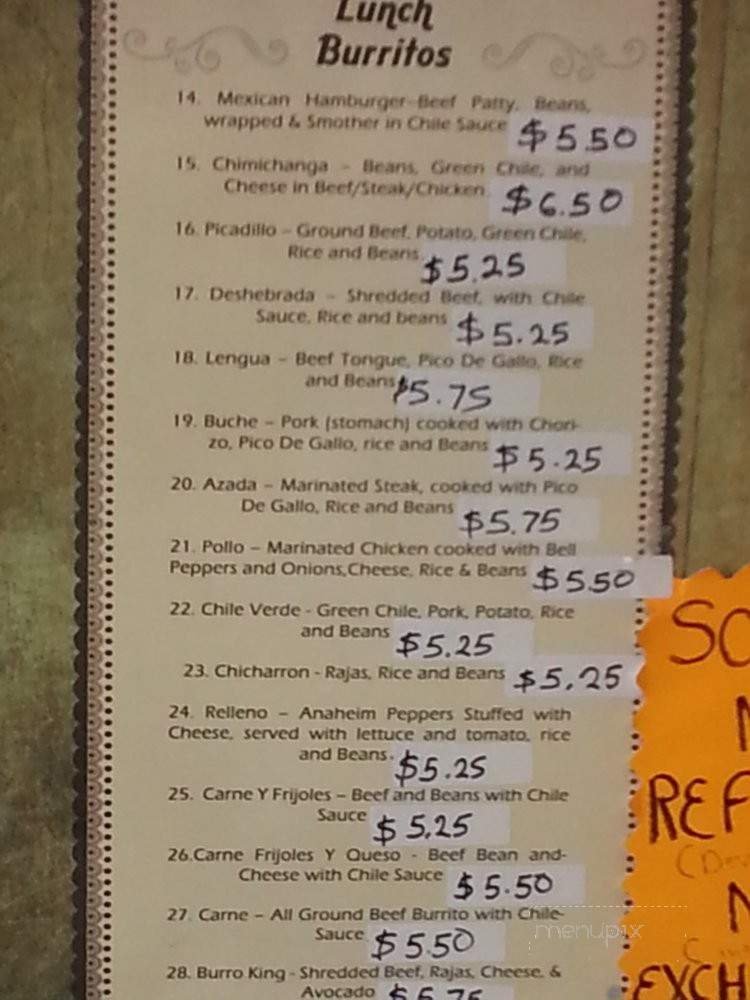 Lunch
Burritos
14. Mexican Hamburger-Beef Patty, Beans,
wrapped & Smother in Chile Sauce $5.50
15. Chimichanga – Beans, Green Chile, and
Cheese in Beef/Steak/Chicken $6.50
16. Picadillo – Ground Beef, Potato, Green Chile,
Rice and Beans. $5.25
17. Deshebrada – Shredded Beef, with Chile
Sauce, Rice and beans $5.25
18. Lengua – Beef Tongue, Pico De Gallo, Rice
and Beans $5.75
19. Buche – Pork (stomach) cooked with Chori-
zo, Pico De Gallo, rice and Beans $5.25
20. Azada – Marinated Steak, cooked with Pico
De Gallo, Rice and Beans $5.75
21. Pollo – Marinated Chicken cooked with Bell
Peppers and Onions,Cheese, Rice & Beans $5.50
22. Chile Verde - Green Chile, Pork, Potato, Rice
and Beans $5.25
23. Chicharron - Rajas, Rice and Beans $5.25
24. Relleno – Anaheim Peppers Stuffed with
Cheese, served with lettuce and tomato, rice
and Beans. $5.25
25. Carne Y Frijoles – Beef and Beans with Chile
Sauce $5.25
26.Carne Frijoles Y Queso - Beef Bean and
Cheese with Chile Sauce $5.50
27. Carne – All Ground Beef Burrito with Chile
Sauce $5.50
28. Burro King - Shredded Beef, Rajas, Cheese, &
Avocado $5.75
SO
N
REF
(De
N
EXCH
menupix